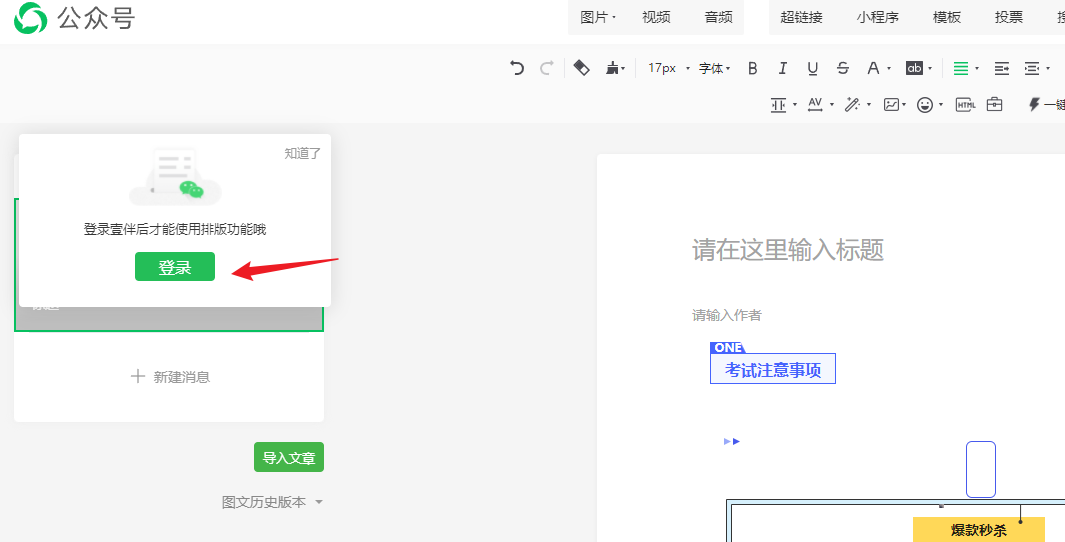 公众号
图片 视频 音频 超链接 小程序 模板 投票
17px 字体 B I U S A ab
AV HTML 一键
知道了
登录壹伴后才能使用排版功能哦
登录
新建消息
导入文章
图文历史版本
请在这里输入标题
请输入作者
ONE
考试注意事项
爆款秒杀